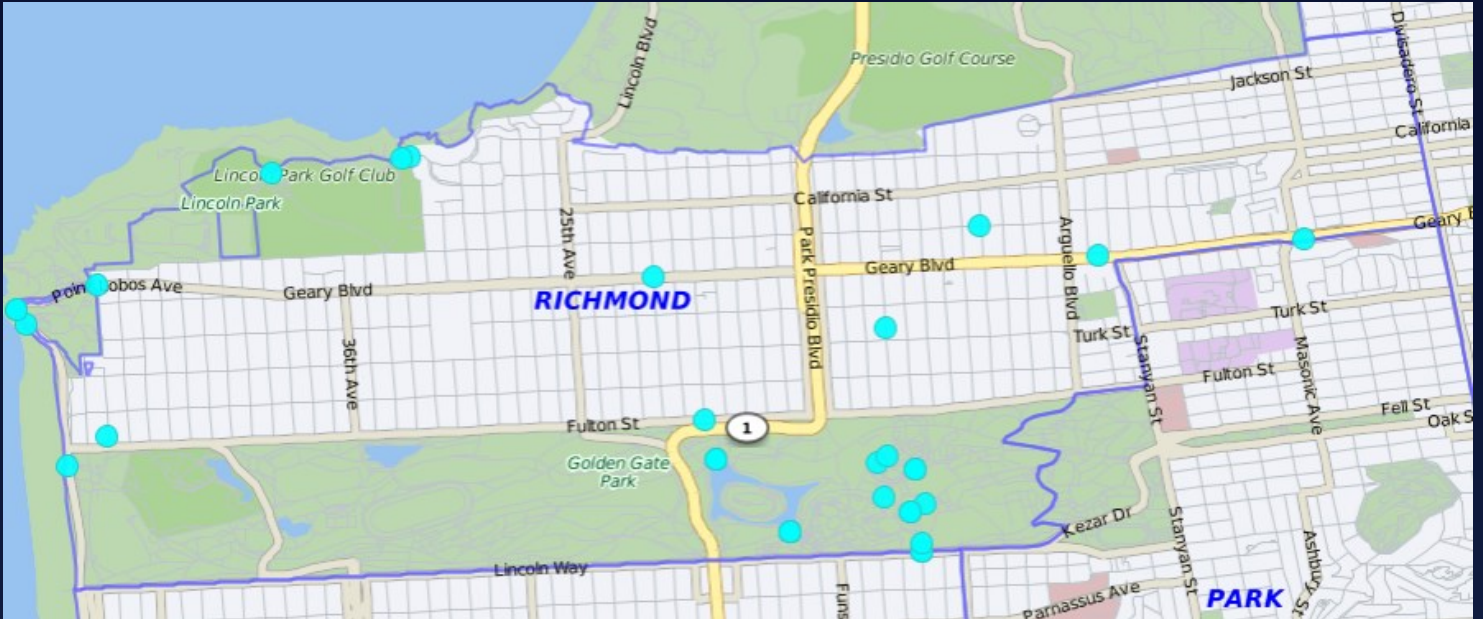 Lincoln Blvd
Presidio Golf Course
Divisadero St
Jackson St
California
Lincoln Park Golf Club
Lincoln Park
California St
25th Ave
Park Presidio Blvd
Arguello Blvd
Geary B
Geary Blvd
Point Lobos Ave
Geary Blvd
RICHMOND
Turk St
Turk St
36th Ave
Stanyan St
Masonic Ave
Fulton St
Fell St
Oak S
Fulton St
1
Golden Gate
Park
Kezar Dr
Stanyan St
Ashbury St
Lincoln Way
Funs
Parnassus Ave
PARK